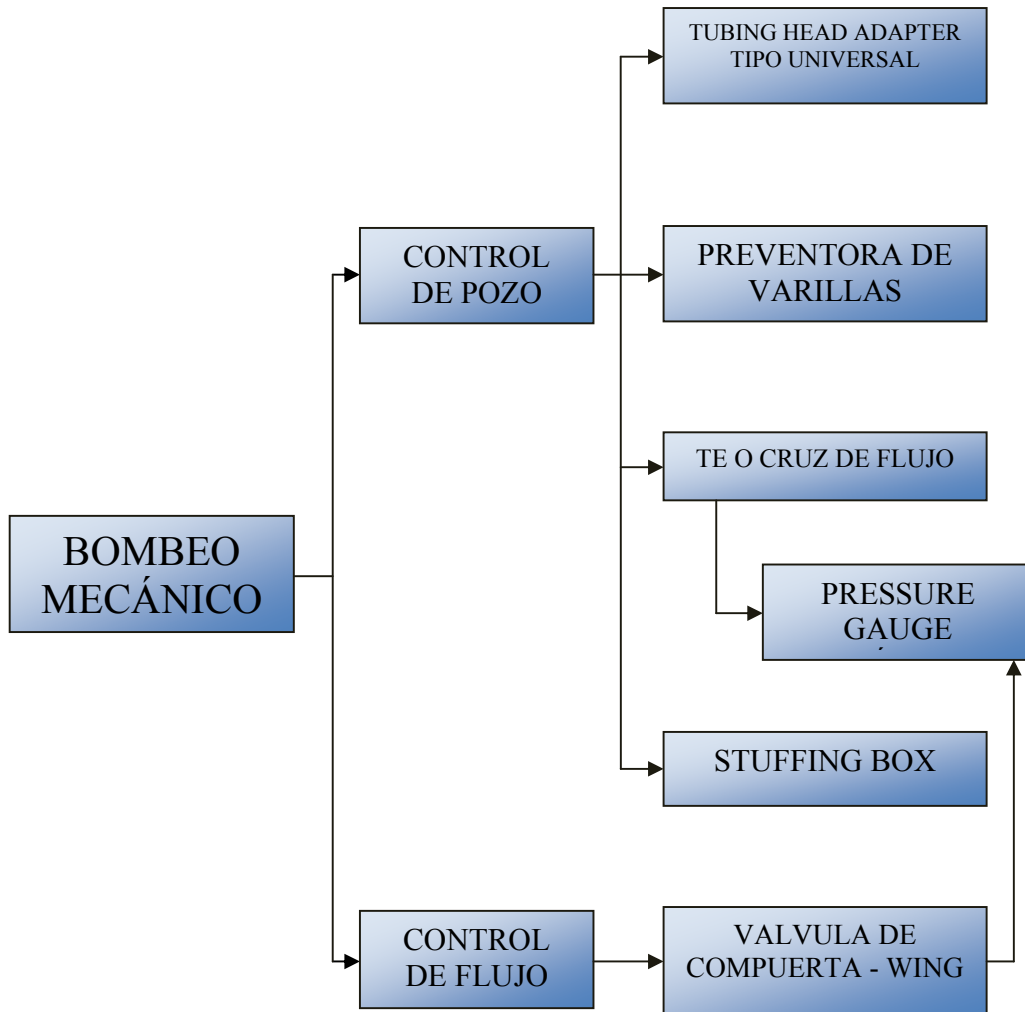 TUBING HEAD ADAPTER
TIPO UNIVERSAL
CONTROL
DE POZO
PREVENTORA DE
VARILLAS
TE O CRUZ DE FLUJO
BOMBEO
MECÁNICO
PRESSURE
GAUGE
STUFFING BOX
CONTROL
DE FLUJO
VALVULA DE
COMPUERTA - WING